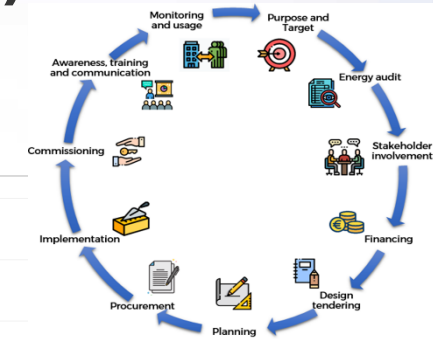 Monitoring
and usage
Purpose and
Target
Energy audit
Stakeholder
involvement
Financing
Design
tendering
Planning
Procurement
Implementation
Commissioning
Awareness, training
and communication